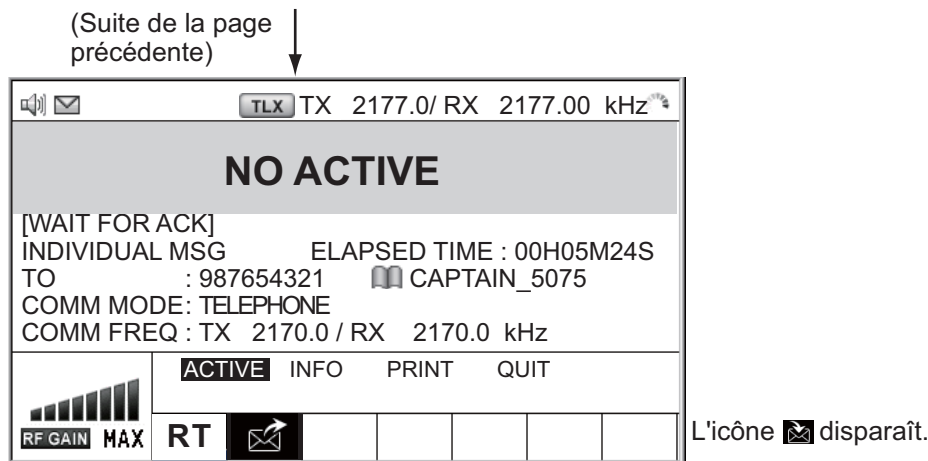 (Suite de la page
précédente)
TLX TX 2177.0/ RX 2177.00 kHz
NO ACTIVE
[WAIT FOR ACK]
INDIVIDUAL MSG ELAPSED TIME : 00H05M24S
TO : 987654321 CAPTAIN_5075
COMM MODE: TELEPHONE
COMM FREQ : TX 2170.0 / RX 2170.0 kHz
ACTIVE INFO PRINT QUIT
RF GAIN MAX RT
L'icône disparaît.